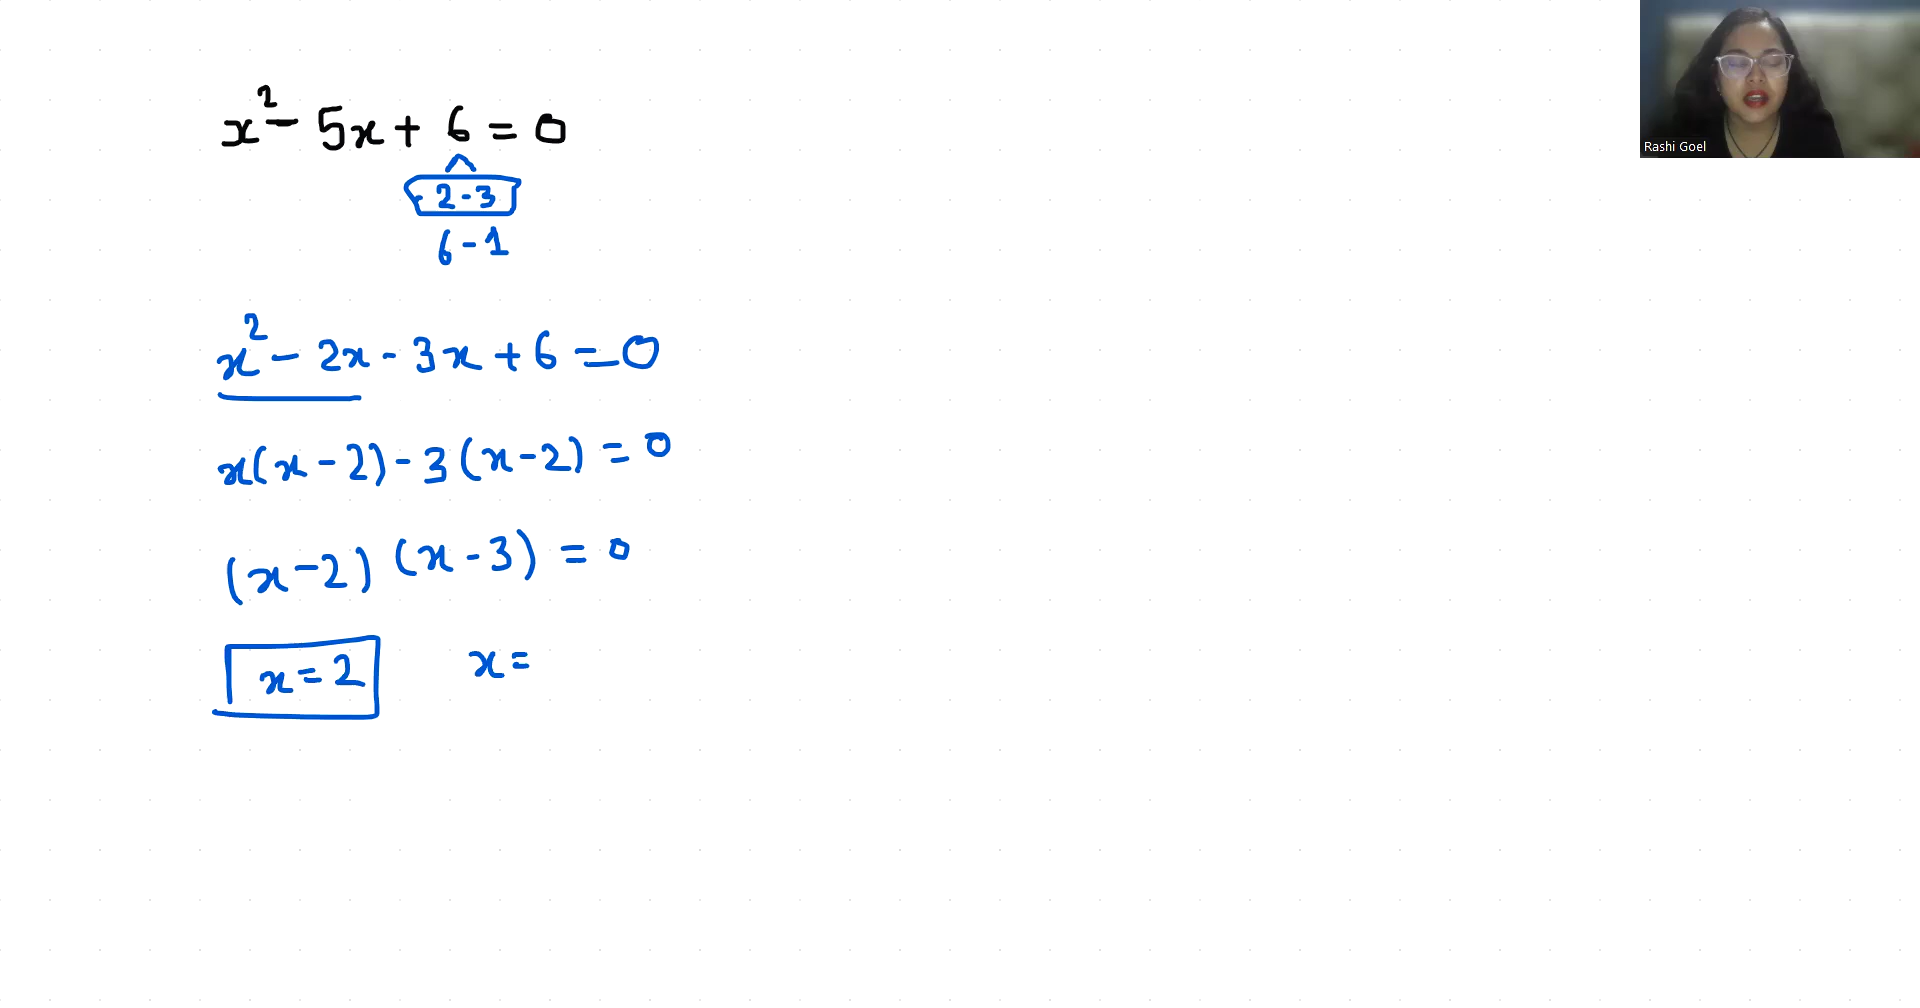 x² - 5x + 6 = 0
- 2 - 3
6 - 1
x² - 2x - 3x + 6 = 0
x(x - 2) - 3(x - 2) = 0
(x - 2) (x - 3) = 0
x = 2 x =
Rashi Goel